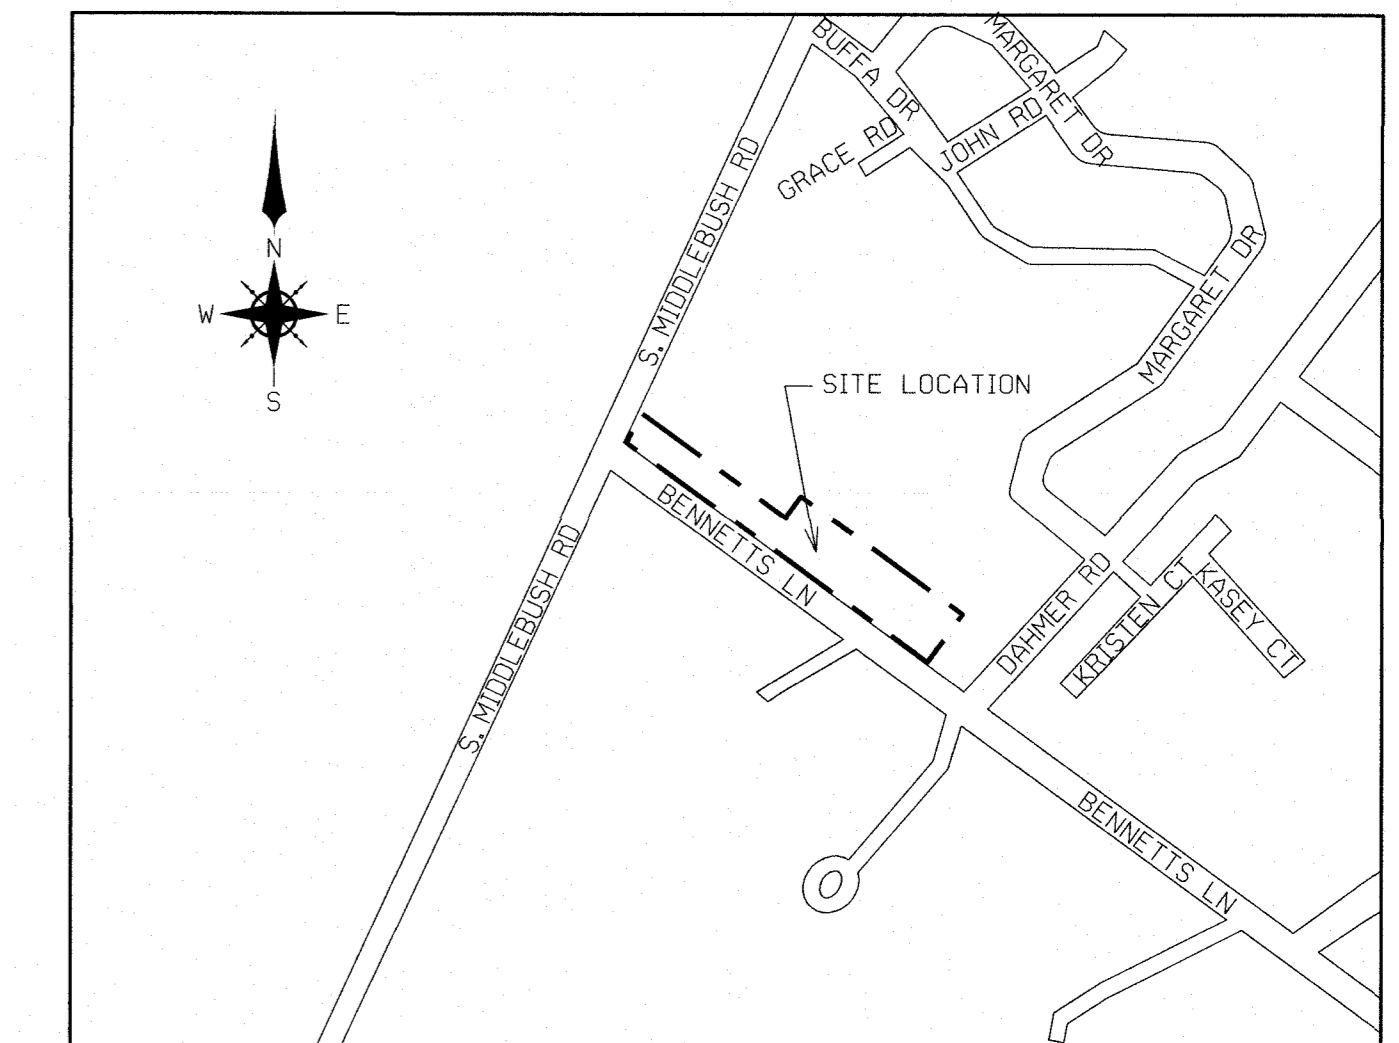 BUFFA DR
MARGARET DR
JOHN RD
GRACE RD
S. MIDDLEBUSH RD
N
W
E
S
MARGARET DR
SITE LOCATION
BENNETTS LN
S. MIDDLEBUSH RD
DAHMER RD
KRISTEN CT
KASEY CT
BENNETTS LN